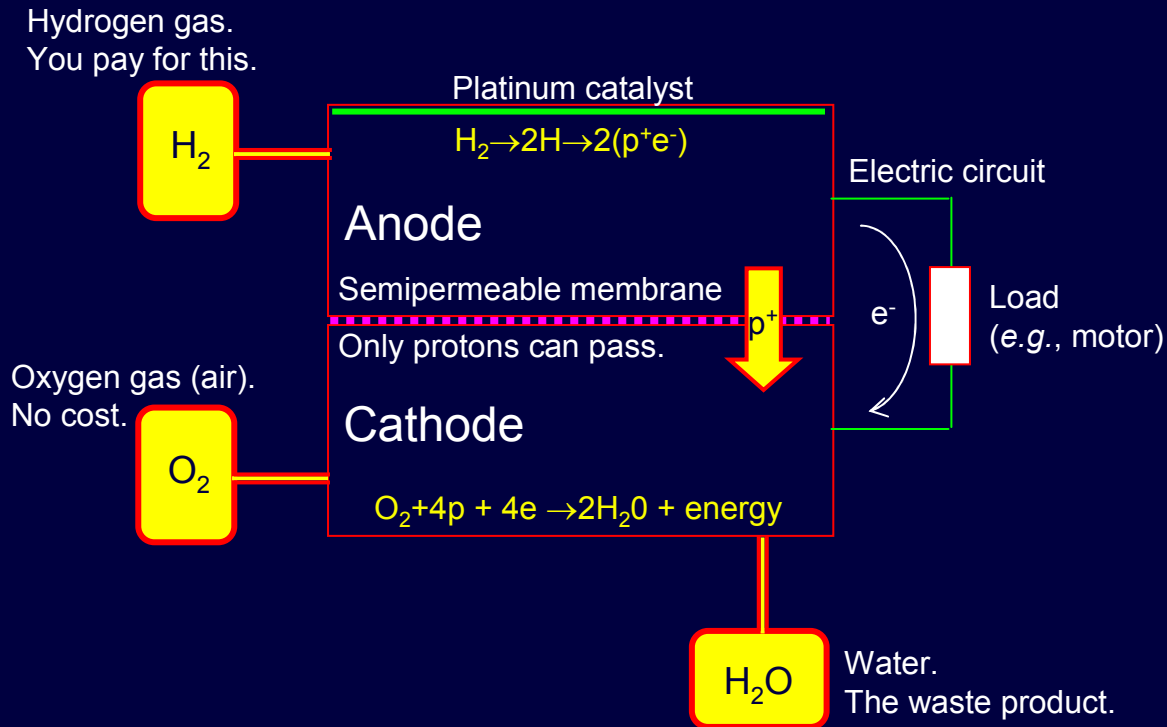 Hydrogen gas.
You pay for this.
H₂
Platinum catalyst
H₂→2H→2(p⁺e⁻)
Anode
Electric circuit
Semipermeable membrane
p⁺
e⁻
Load
(e.g., motor)
Only protons can pass.
Oxygen gas (air).
No cost.
O₂
Cathode
O₂+4p + 4e →2H₂0 + energy
H₂O
Water.
The waste product.